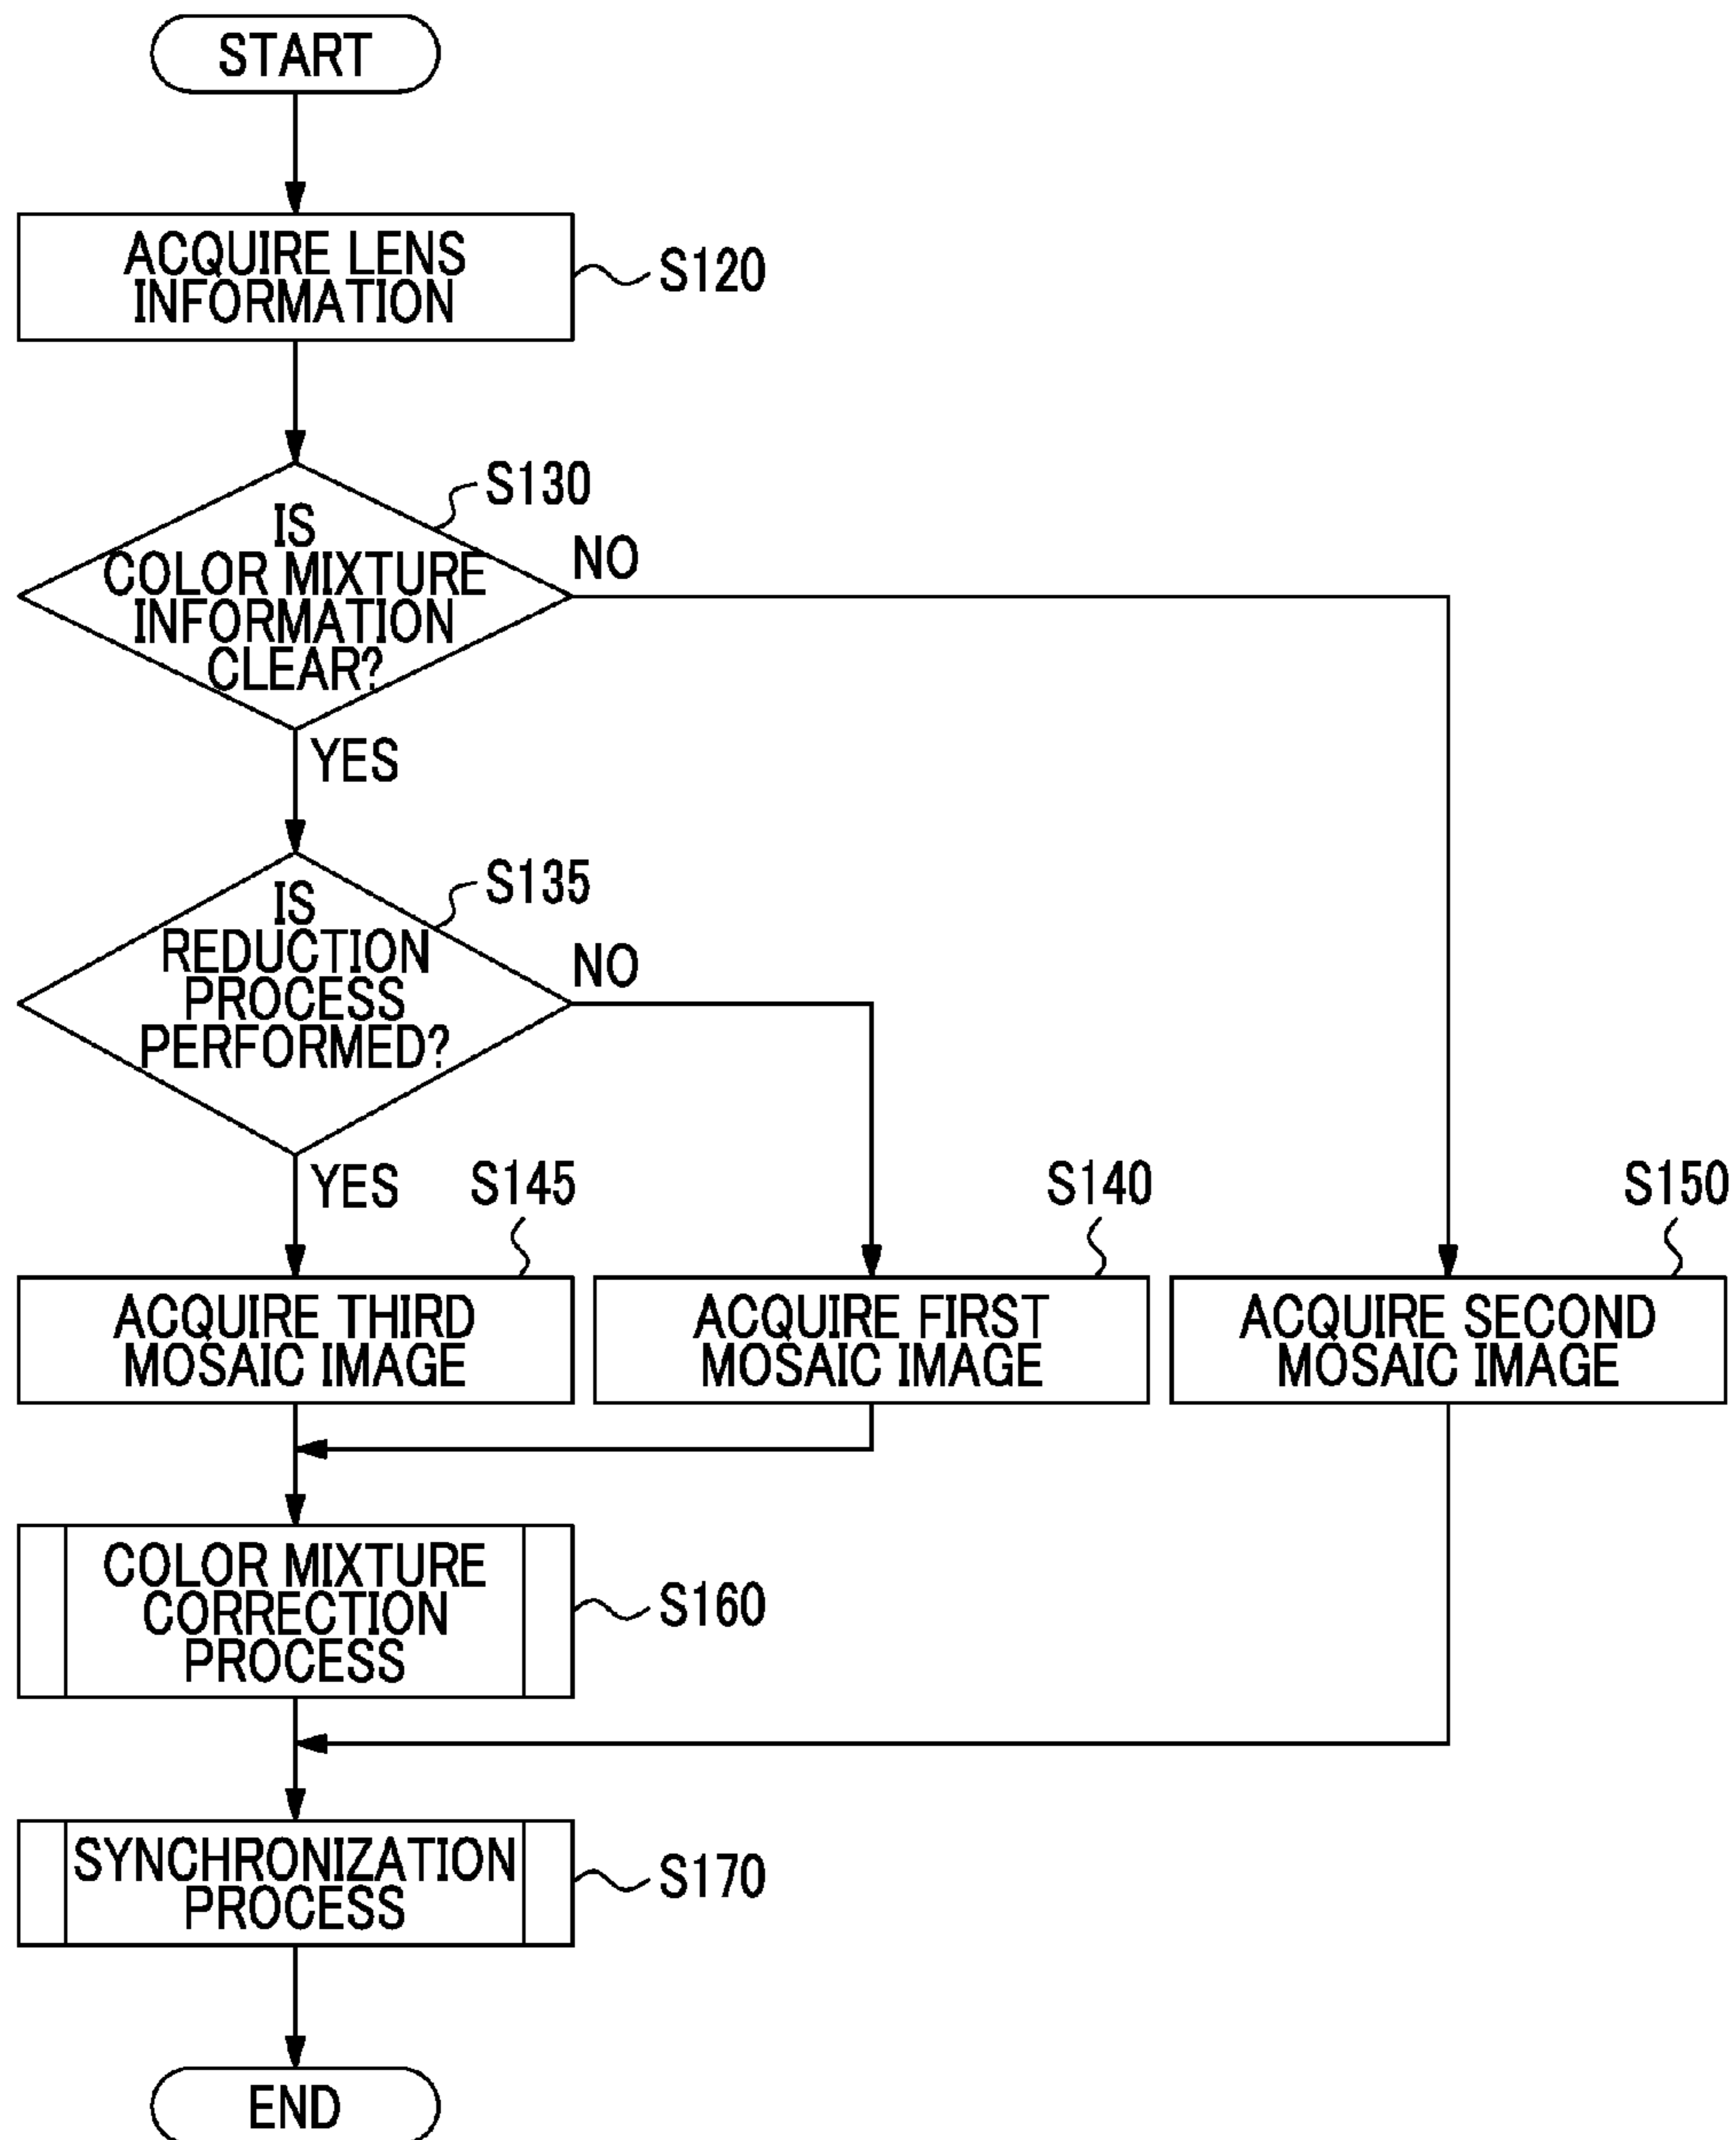 START
ACQUIRE LENS
INFORMATION
S120
S130
IS
COLOR MIXTURE
INFORMATION
CLEAR?
NO
YES
S135
IS
REDUCTION
PROCESS
PERFORMED?
NO
YES
S145
S140
S150
ACQUIRE THIRD
MOSAIC IMAGE
ACQUIRE FIRST
MOSAIC IMAGE
ACQUIRE SECOND
MOSAIC IMAGE
COLOR MIXTURE
CORRECTION
PROCESS
S160
SYNCHRONIZATION
PROCESS
S170
END